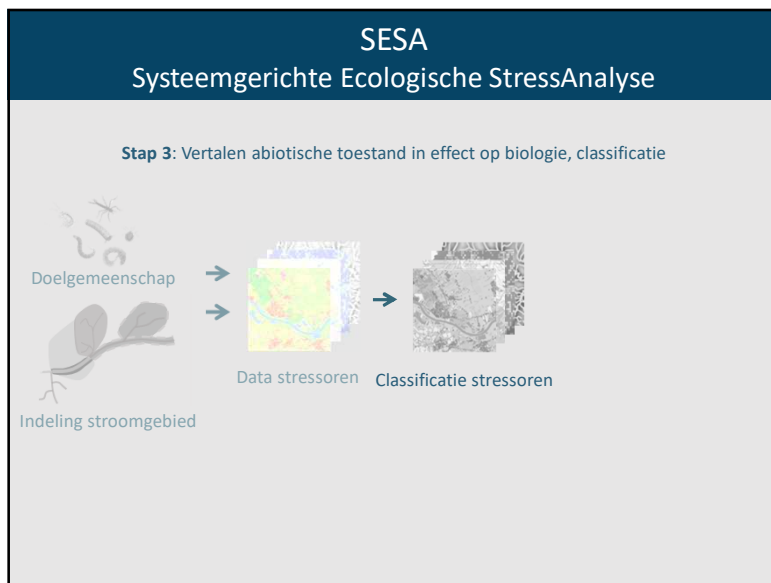 SESA
Systeemgerichte Ecologische StressAnalyse
Stap 3: Vertalen abiotische toestand in effect op biologie, classificatie
Doelgemeenschap
Indeling stroomgebied
Data stressoren
Classificatie stressoren